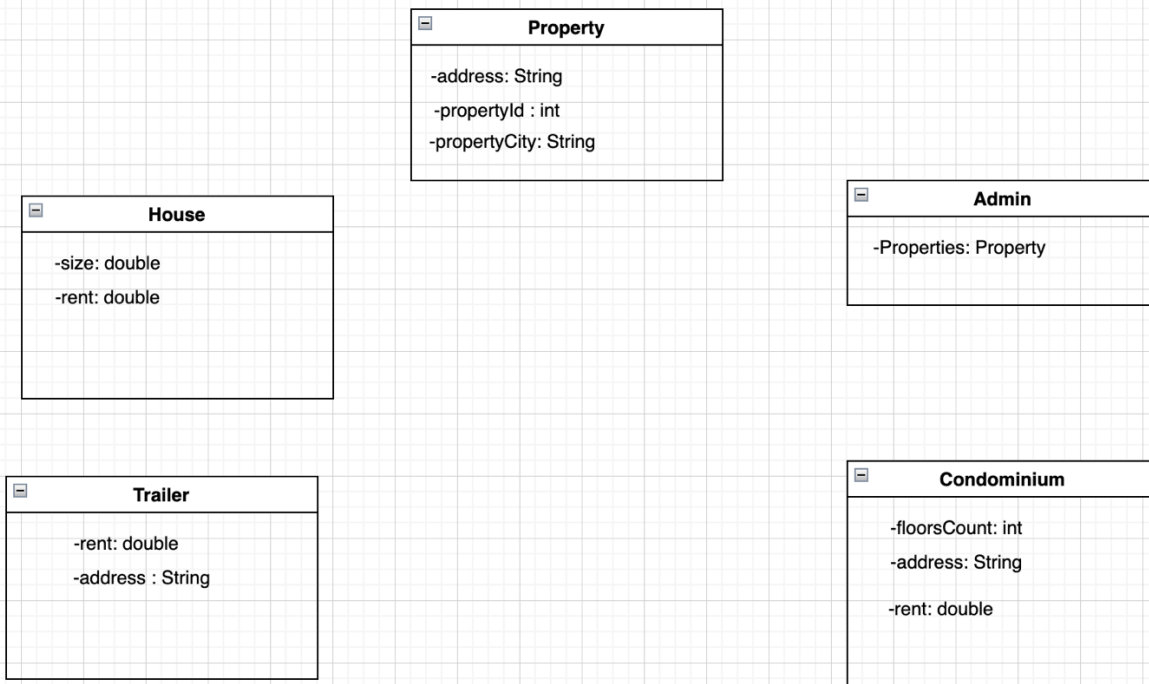 Property
-address: String
-propertyId : int
-propertyCity: String
House
-size: double
-rent: double
Admin
-Properties: Property
Trailer
-rent: double
-address : String
Condominium
-floorsCount: int
-address: String
-rent: double